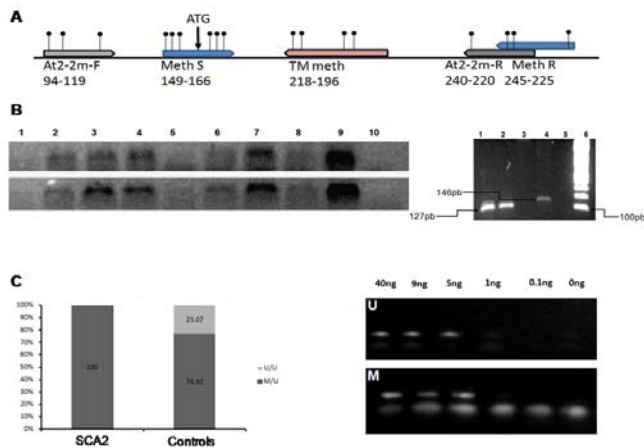 A
ATG
At2-2m-F Meth S TM meth At2-2m-R Meth R
94-119 149-166 218-196 240-220 245-225
B
1 2 3 4 5 6 7 8 9 10
1 2 3 4 5 6
146pb
127pb
100pb
C
100%
90%
80%
70%
60%
50%
40%
30%
20%
10%
0%
100
23.07
76.92
U/U
M/U
SCA2 Controls
40ng 9ng 5ng 1ng 0.1ng 0ng
U
M